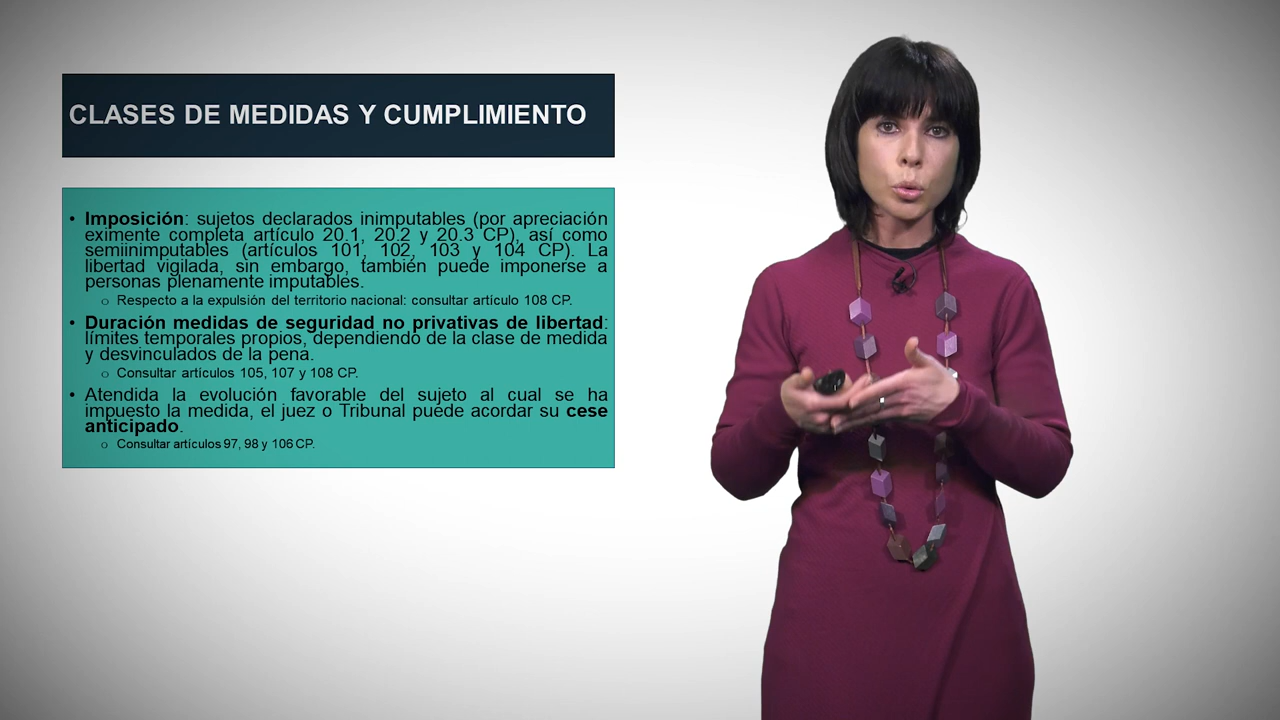 CLASES DE MEDIDAS Y CUMPLIMIENTO
• Imposición: sujetos declarados inimputables (por apreciación
eximente completa artículo 20.1, 20.2 y 20.3 CP), así como
semiinimputables (artículos 101, 102, 103 y 104 CP). La
libertad vigilada, sin embargo, también puede imponerse a
personas plenamente imputables.
o Respecto a la expulsión del territorio nacional: consultar artículo 108 CP.
• Duración medidas de seguridad no privativas de libertad:
límites temporales propios, dependiendo de la clase de medida
y desvinculados de la pena.
o Consultar artículos 105, 107 y 108 CP.
• Atendida la evolución favorable del sujeto al cual se ha
impuesto la medida, el juez o Tribunal puede acordar su cese
anticipado.
o Consultar artículos 97, 98 y 106 CP.